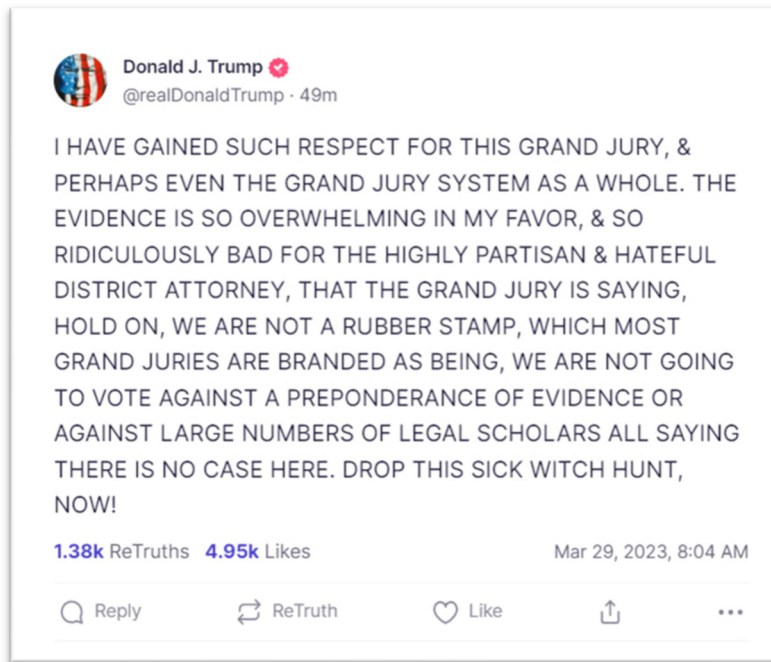 Donald J. Trump
@realDonaldTrump · 49m
I HAVE GAINED SUCH RESPECT FOR THIS GRAND JURY, &
PERHAPS EVEN THE GRAND JURY SYSTEM AS A WHOLE. THE
EVIDENCE IS SO OVERWHELMING IN MY FAVOR, & SO
RIDICULOUSLY BAD FOR THE HIGHLY PARTISAN & HATEFUL
DISTRICT ATTORNEY, THAT THE GRAND JURY IS SAYING,
HOLD ON, WE ARE NOT A RUBBER STAMP, WHICH MOST
GRAND JURIES ARE BRANDED AS BEING, WE ARE NOT GOING
TO VOTE AGAINST A PREPONDERANCE OF EVIDENCE OR
AGAINST LARGE NUMBERS OF LEGAL SCHOLARS ALL SAYING
THERE IS NO CASE HERE. DROP THIS SICK WITCH HUNT,
NOW!
1.38k ReTruths 4.95k Likes Mar 29, 2023, 8:04 AM
Reply ReTruth Like